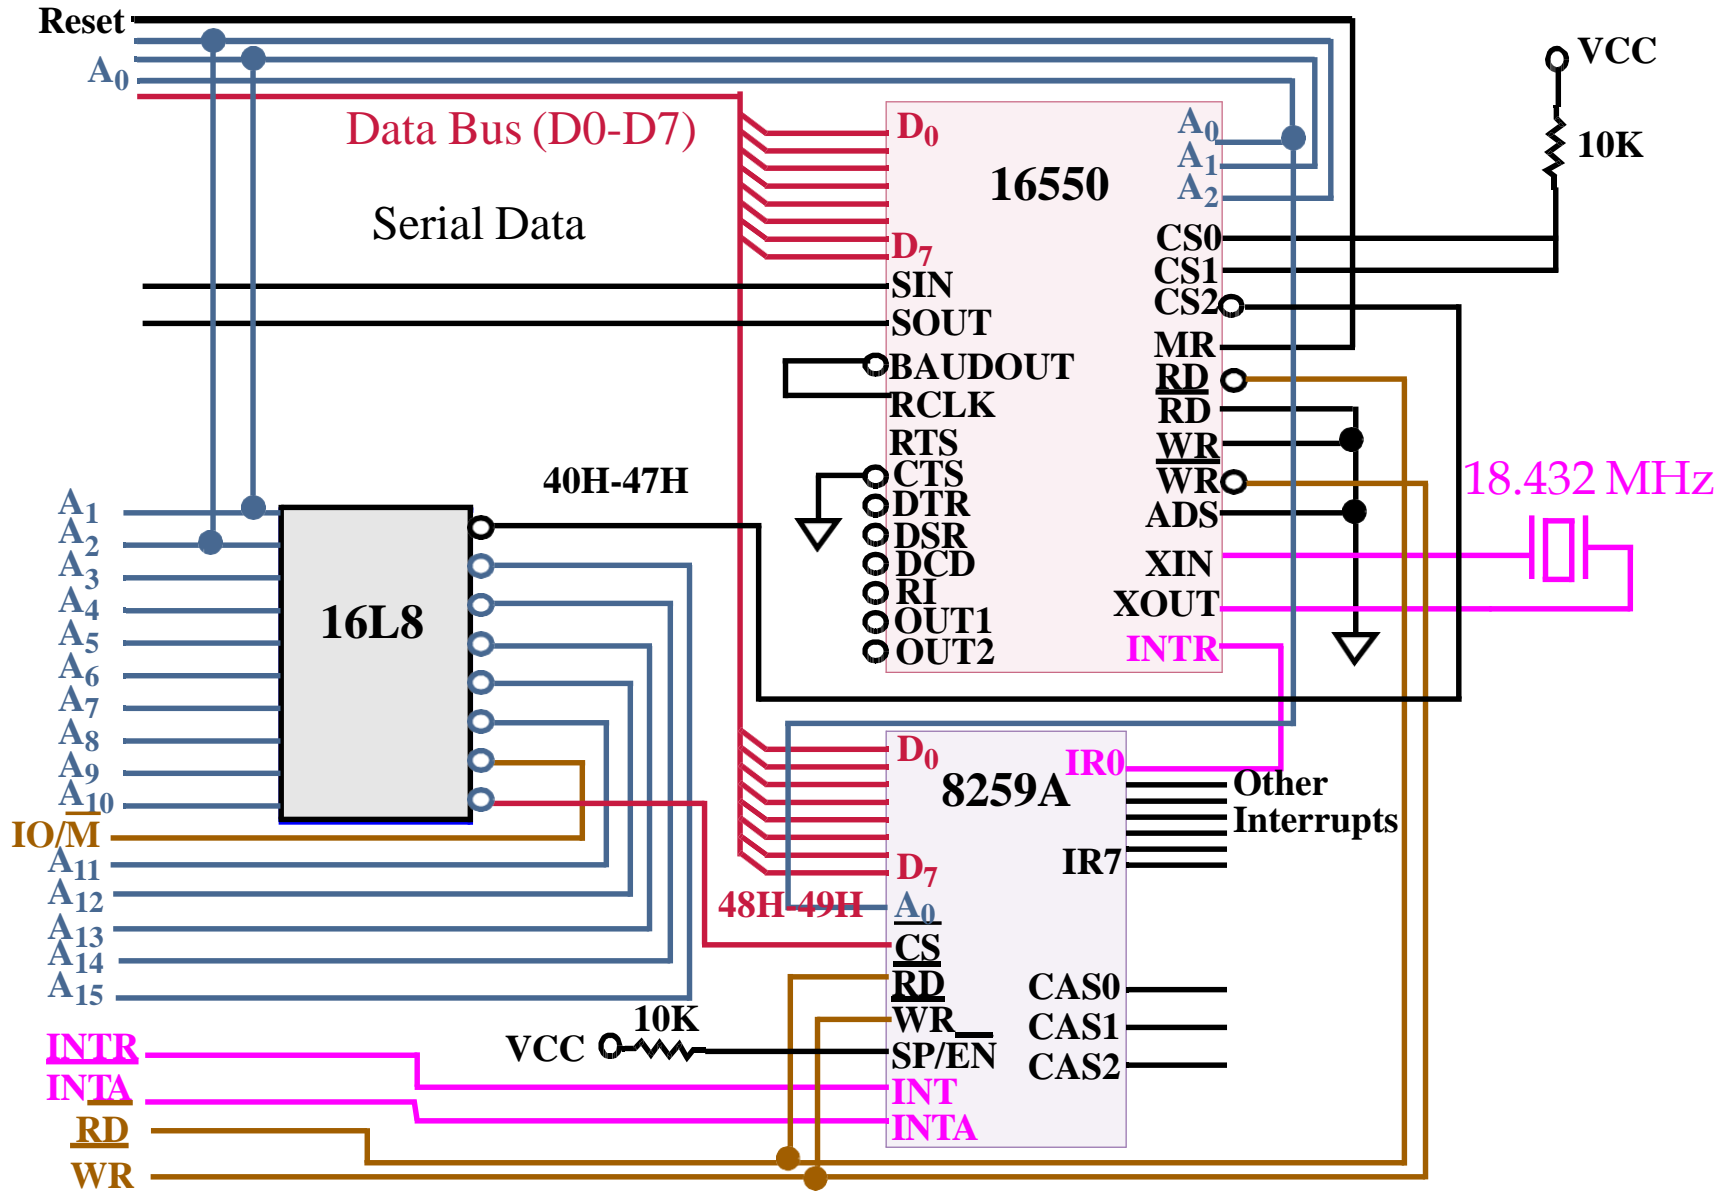 Reset
A0
Data Bus (D0-D7)
Serial Data
VCC
10K
16550
D0
D7
SIN
SOUT
BAUDOUT
RCLK
RTS
CTS
DTR
DSR
DCD
RI
OUT1
OUT2
A0
A1
A2
CS0
CS1
CS2
MR
RD
RD
WR
WR
ADS
XIN
XOUT
INTR
18.432 MHz
40H-47H
16L8
A1
A2
A3
A4
A5
A6
A7
A8
A9
A10
IO/M
A11
A12
A13
A14
A15
8259A
D0
D7
A0
CS
RD
WR
SP/EN
INT
INTA
IR0
IR7
CAS0
CAS1
CAS2
Other
Interrupts
48H-49H
10K
VCC
INTR
INTA
RD
WR